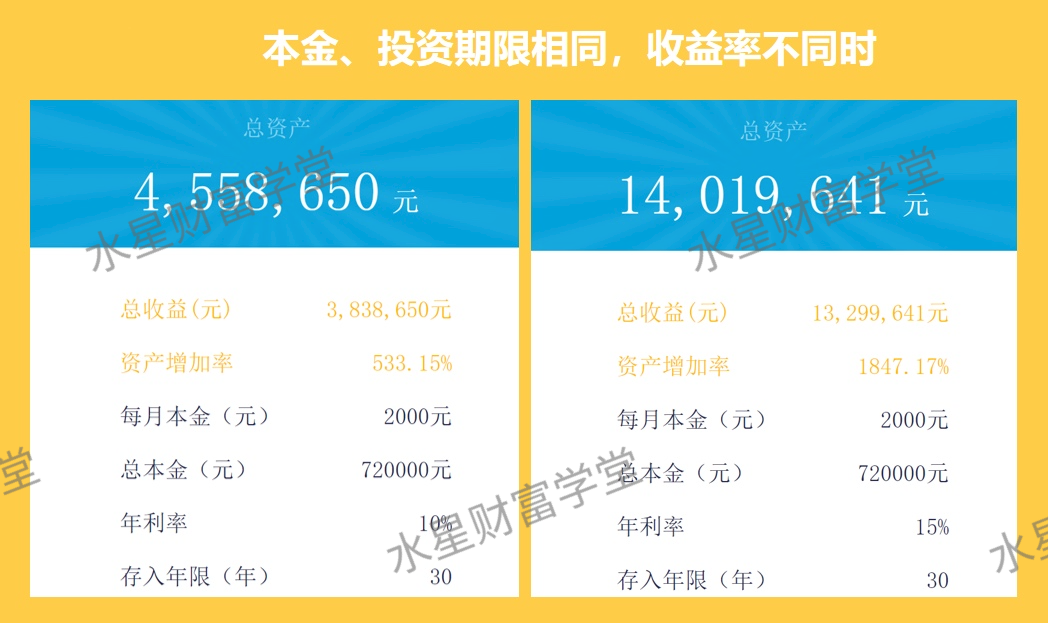 本金、投资期限相同，收益率不同时
总资产
4,558,650 元
总收益(元) 3,838,650元
资产增加率 533.15%
每月本金（元） 2000元
总本金（元） 720000元
年利率 10%
存入年限（年） 30
总资产
14,019,641 元
总收益(元) 13,299,641元
资产增加率 1847.17%
每月本金（元） 2000元
总本金（元） 720000元
年利率 15%
存入年限（年） 30
水星财富学堂
水星财富学堂
堂
水星财富学堂
水星